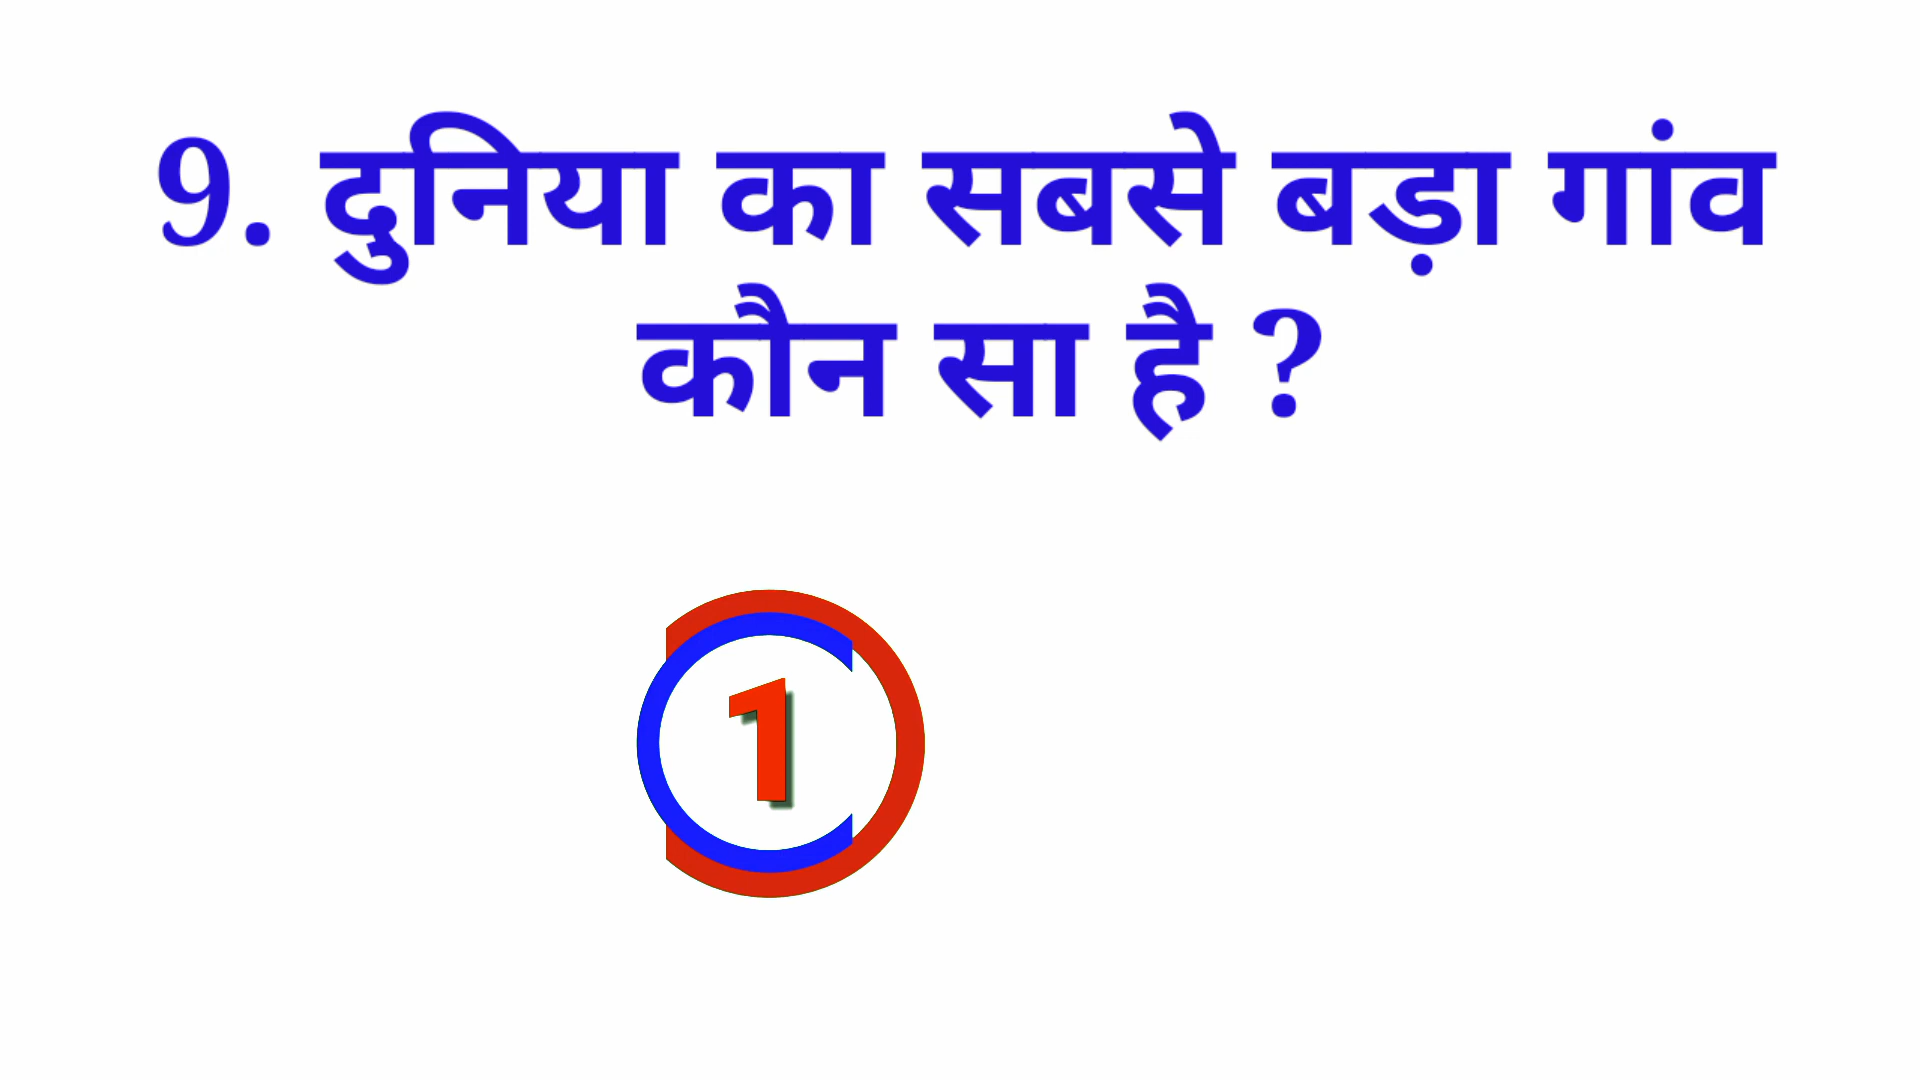 9. दुनिया का सबसे बड़ा गांव
कौन सा है ?
1